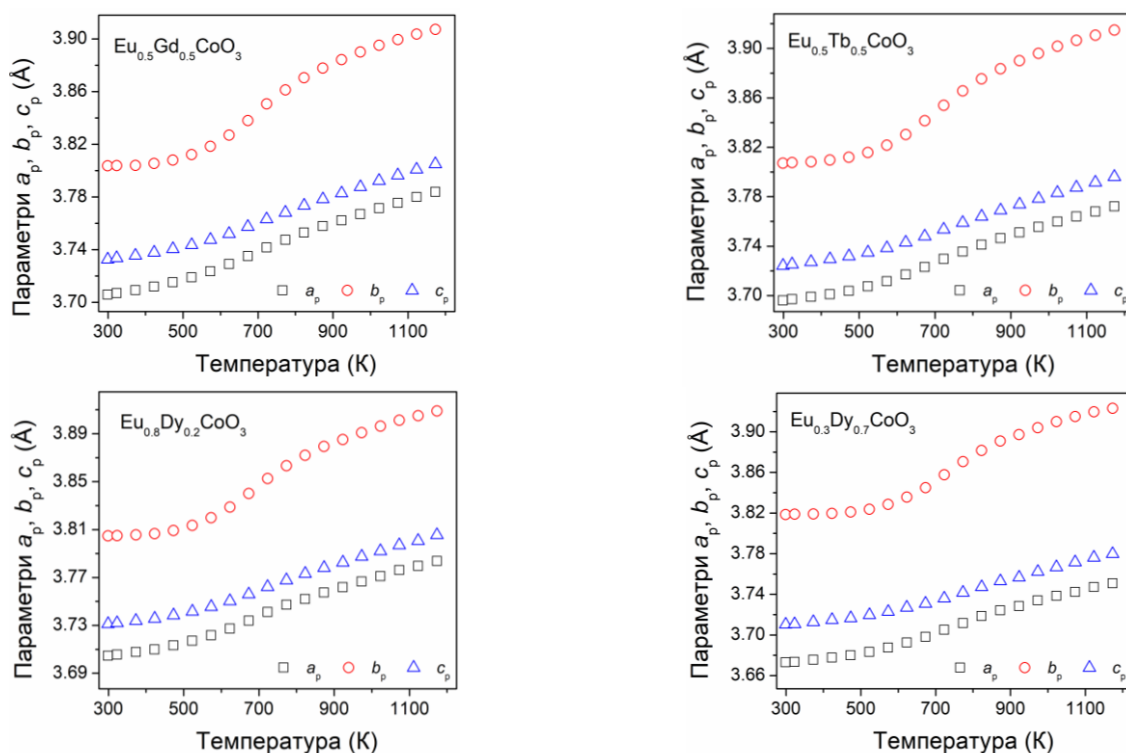 Eu0.5Gd0.5CoO3
Параметри ap, bp, cp (Å)
3.90
3.86
3.82
3.78
3.74
3.70
ap bp cp
300 500 700 900 1100
Температура (К)
Eu0.5Tb0.5CoO3
Параметри ap, bp, cp (Å)
3.90
3.86
3.82
3.78
3.74
3.70
ap bp cp
300 500 700 900 1100
Температура (К)
Eu0.8Dy0.2CoO3
Параметри ap, bp, cp (Å)
3.89
3.85
3.81
3.77
3.73
3.69
ap bp cp
300 500 700 900 1100
Температура (К)
Eu0.3Dy0.7CoO3
Параметри ap, bp, cp (Å)
3.90
3.86
3.82
3.78
3.74
3.70
3.66
ap bp cp
300 500 700 900 1100
Температура (К)